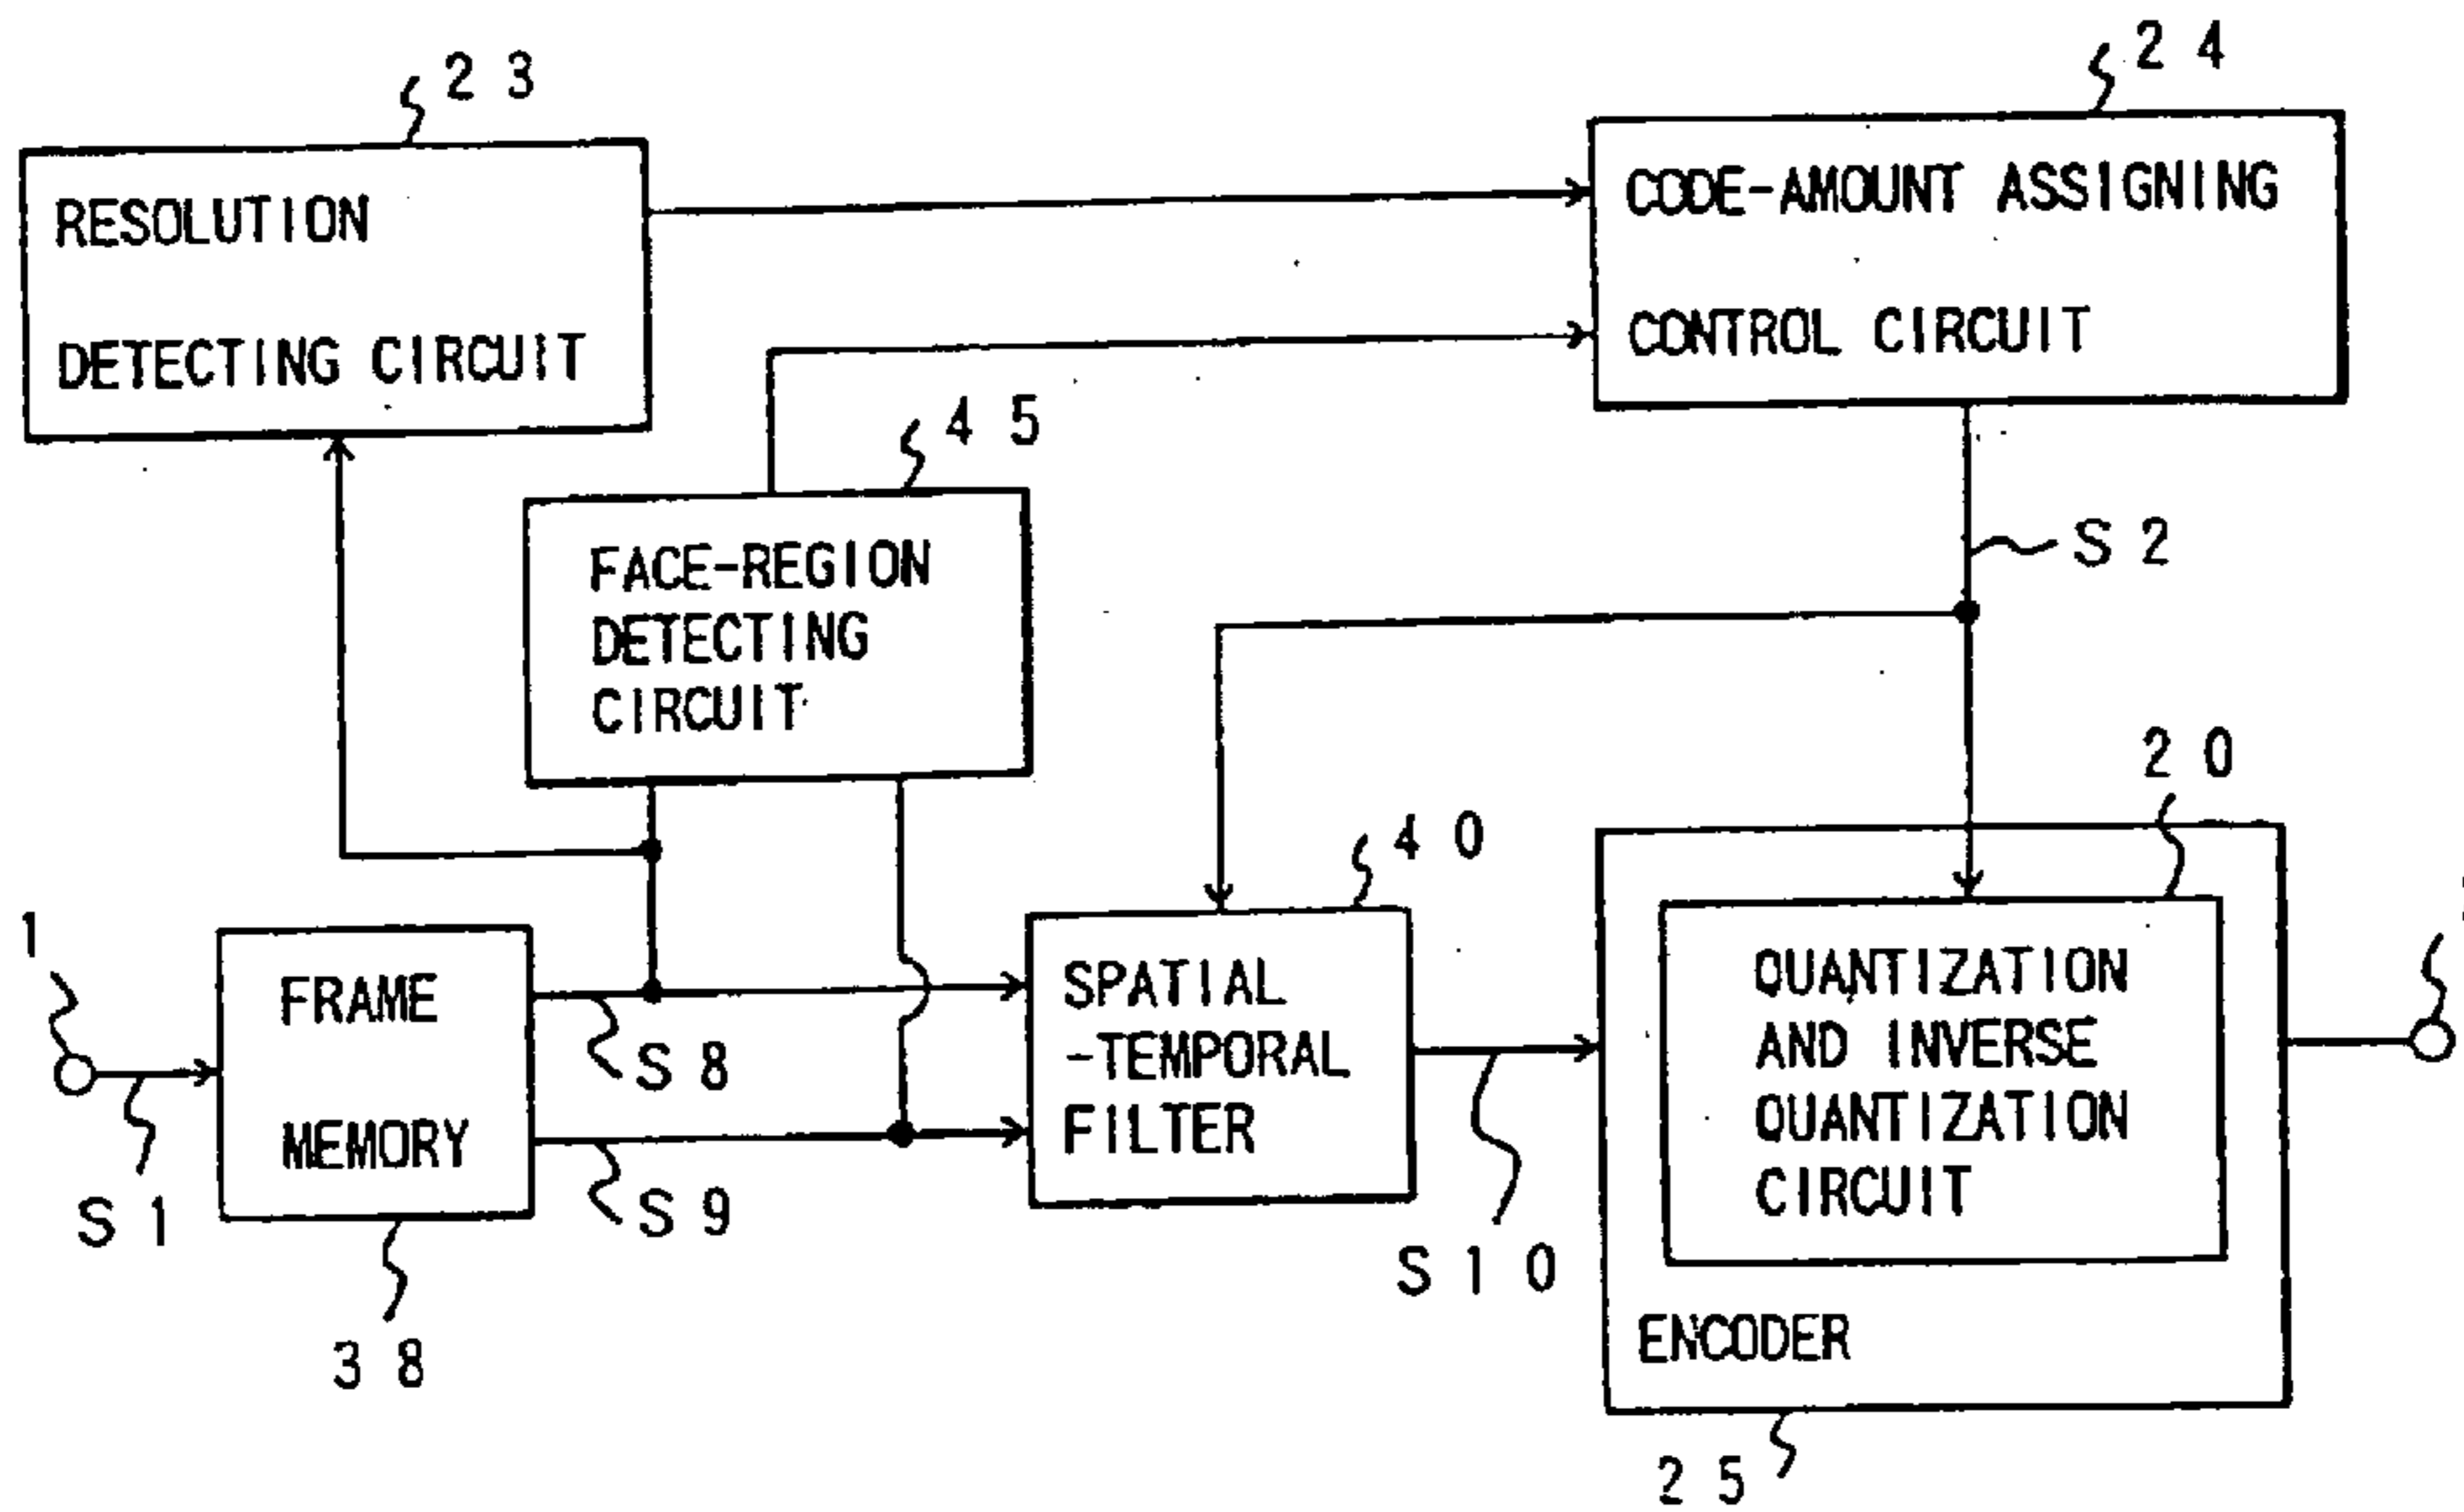 23
24
RESOLUTION
DETECTING CIRCUIT
CODE-AMOUNT ASSIGNING
CONTROL CIRCUIT
45
FACE-REGION
DETECTING
CIRCUIT
S2
20
40
1
FRAME
MEMORY
S8
S9
S1
38
SPATIAL
-TEMPORAL
FILTER
S10
QUANTIZATION
AND INVERSE
QUANTIZATION
CIRCUIT
ENCODER
25